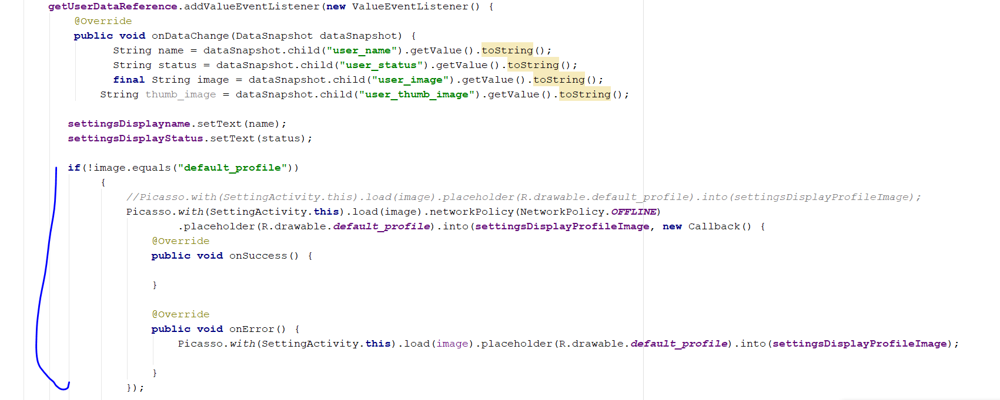 getUserDataReference.addValueEventListener(new ValueEventListener() {
@Override
public void onDataChange(DataSnapshot dataSnapshot) {
String name = dataSnapshot.child("user_name").getValue().toString();
String status = dataSnapshot.child("user_status").getValue().toString();
final String image = dataSnapshot.child("user_image").getValue().toString();
String thumb_image = dataSnapshot.child("user_thumb_image").getValue().toString();
settingsDisplayname.setText(name);
settingsDisplayStatus.setText(status);
if(!image.equals("default_profile"))
{
//Picasso.with(SettingActivity.this).load(image).placeholder(R.drawable.default_profile).into(settingsDisplayProfileImage);
Picasso.with(SettingActivity.this).load(image).networkPolicy(NetworkPolicy.OFFLINE)
.placeholder(R.drawable.default_profile).into(settingsDisplayProfileImage, new Callback() {
@Override
public void onSuccess() {
}
@Override
public void onError() {
Picasso.with(SettingActivity.this).load(image).placeholder(R.drawable.default_profile).into(settingsDisplayProfileImage);
}
});